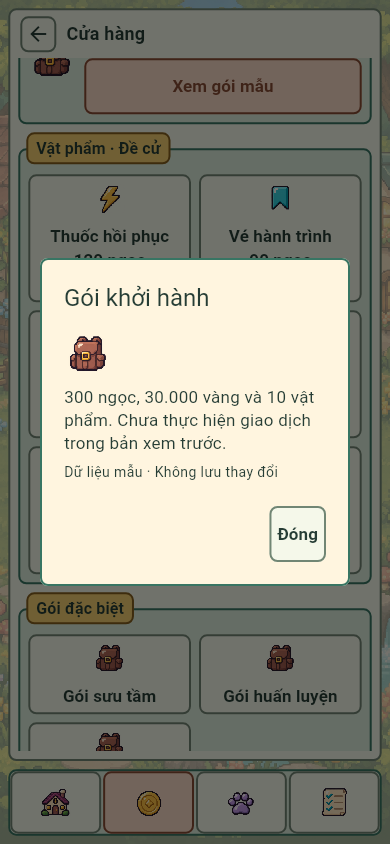 Cửa hàng
Xem gói mẫu
Vật phẩm · Đề cử
Thuốc hồi phục
Vé hành trình
Gói khởi hành
300 ngọc, 30.000 vàng và 10 vật
phẩm. Chưa thực hiện giao dịch
trong bản xem trước.
Dữ liệu mẫu · Không lưu thay đổi
Đóng
Gói đặc biệt
Gói sưu tầm
Gói huấn luyện